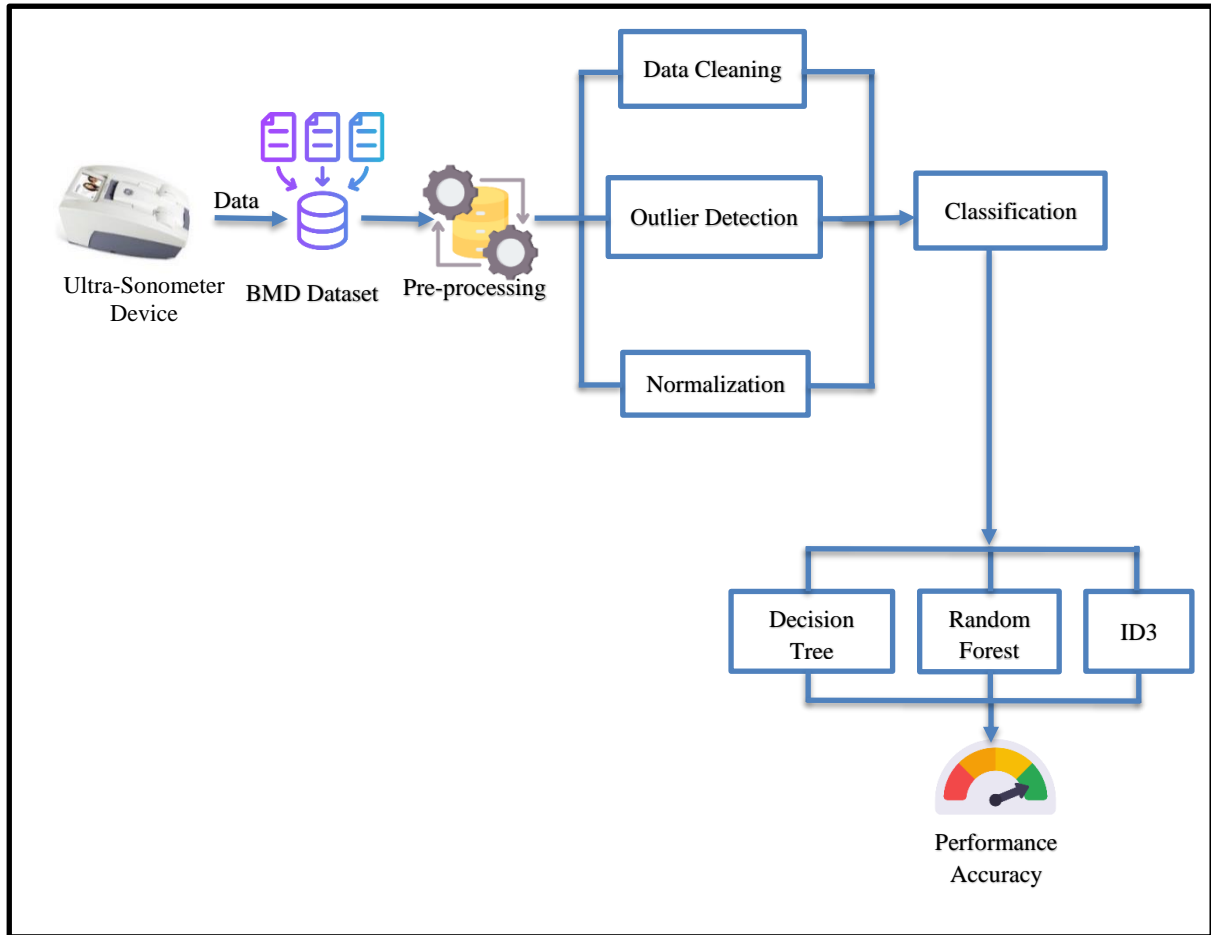 Data Cleaning
Data
Outlier Detection
Classification
Ultra-Sonometer
Device
BMD Dataset
Pre-processing
Normalization
Decision
Tree
Random
Forest
ID3
Performance
Accuracy